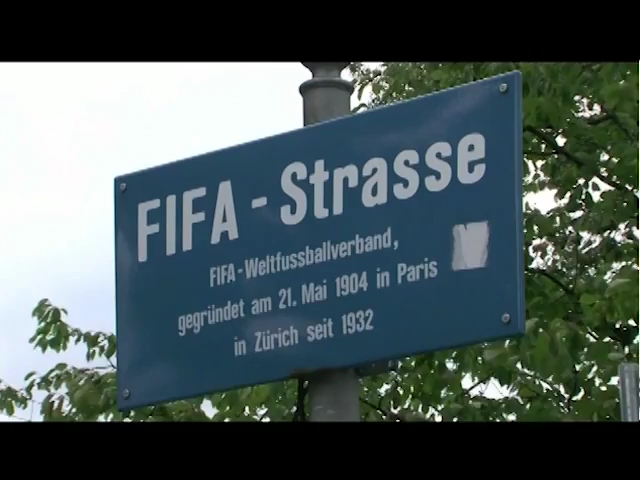 FIFA - Strasse
FIFA - Weltfussballverband,
gegründet am 21. Mai 1904 in Paris
in Zürich seit 1932